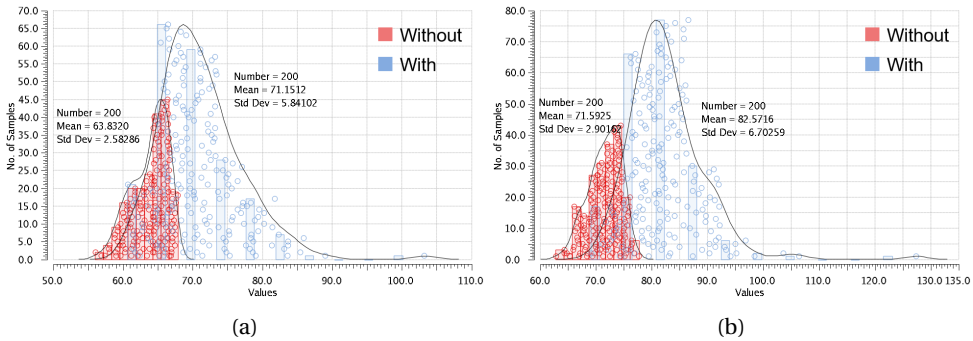 70.0
65.0
60.0
55.0
50.0
45.0
40.0
35.0
30.0
25.0
20.0
15.0
10.0
5.0
0.0
No. of Samples
50.0 60.0 70.0 80.0 90.0 100.0 110.0
Values
Without
With
Number = 200
Mean = 63.8320
Std Dev = 2.58286
Number = 200
Mean = 71.1512
Std Dev = 5.84102
(a)
80.0
70.0
60.0
50.0
40.0
30.0
20.0
10.0
0.0
No. of Samples
60.0 70.0 80.0 90.0 100.0 110.0 120.0 130.0 135.0
Values
Without
With
Number = 200
Mean = 71.5925
Std Dev = 2.90162
Number = 200
Mean = 82.5716
Std Dev = 6.70259
(b)